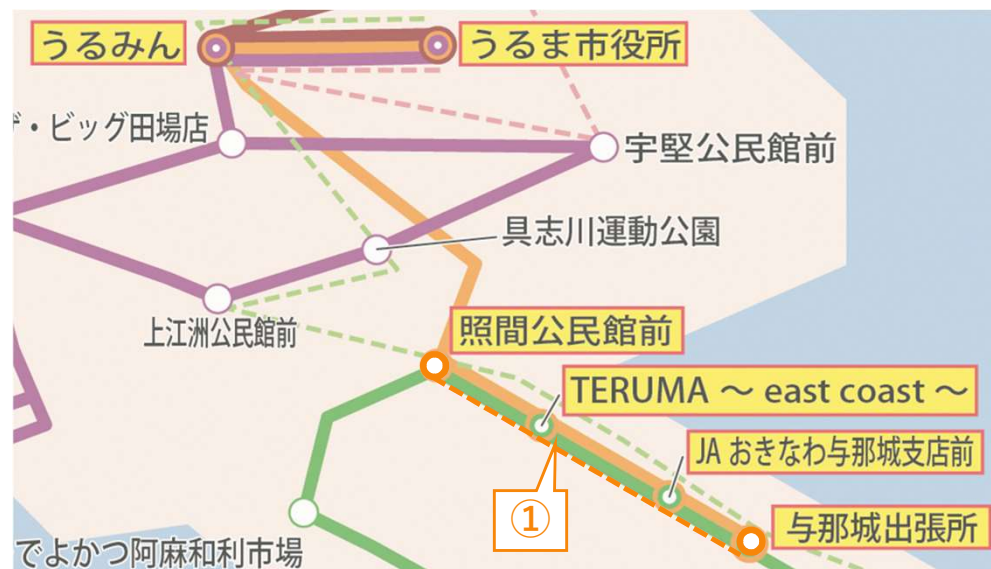 うるみん
うるま市役所
・ビッグ田場店
宇堅公民館前
具志川運動公園
上江洲公民館前
照間公民館前
TERUMA ～ east coast ～
JA おきなわ与那城支店前
①
与那城出張所
でよかつ阿麻和利市場